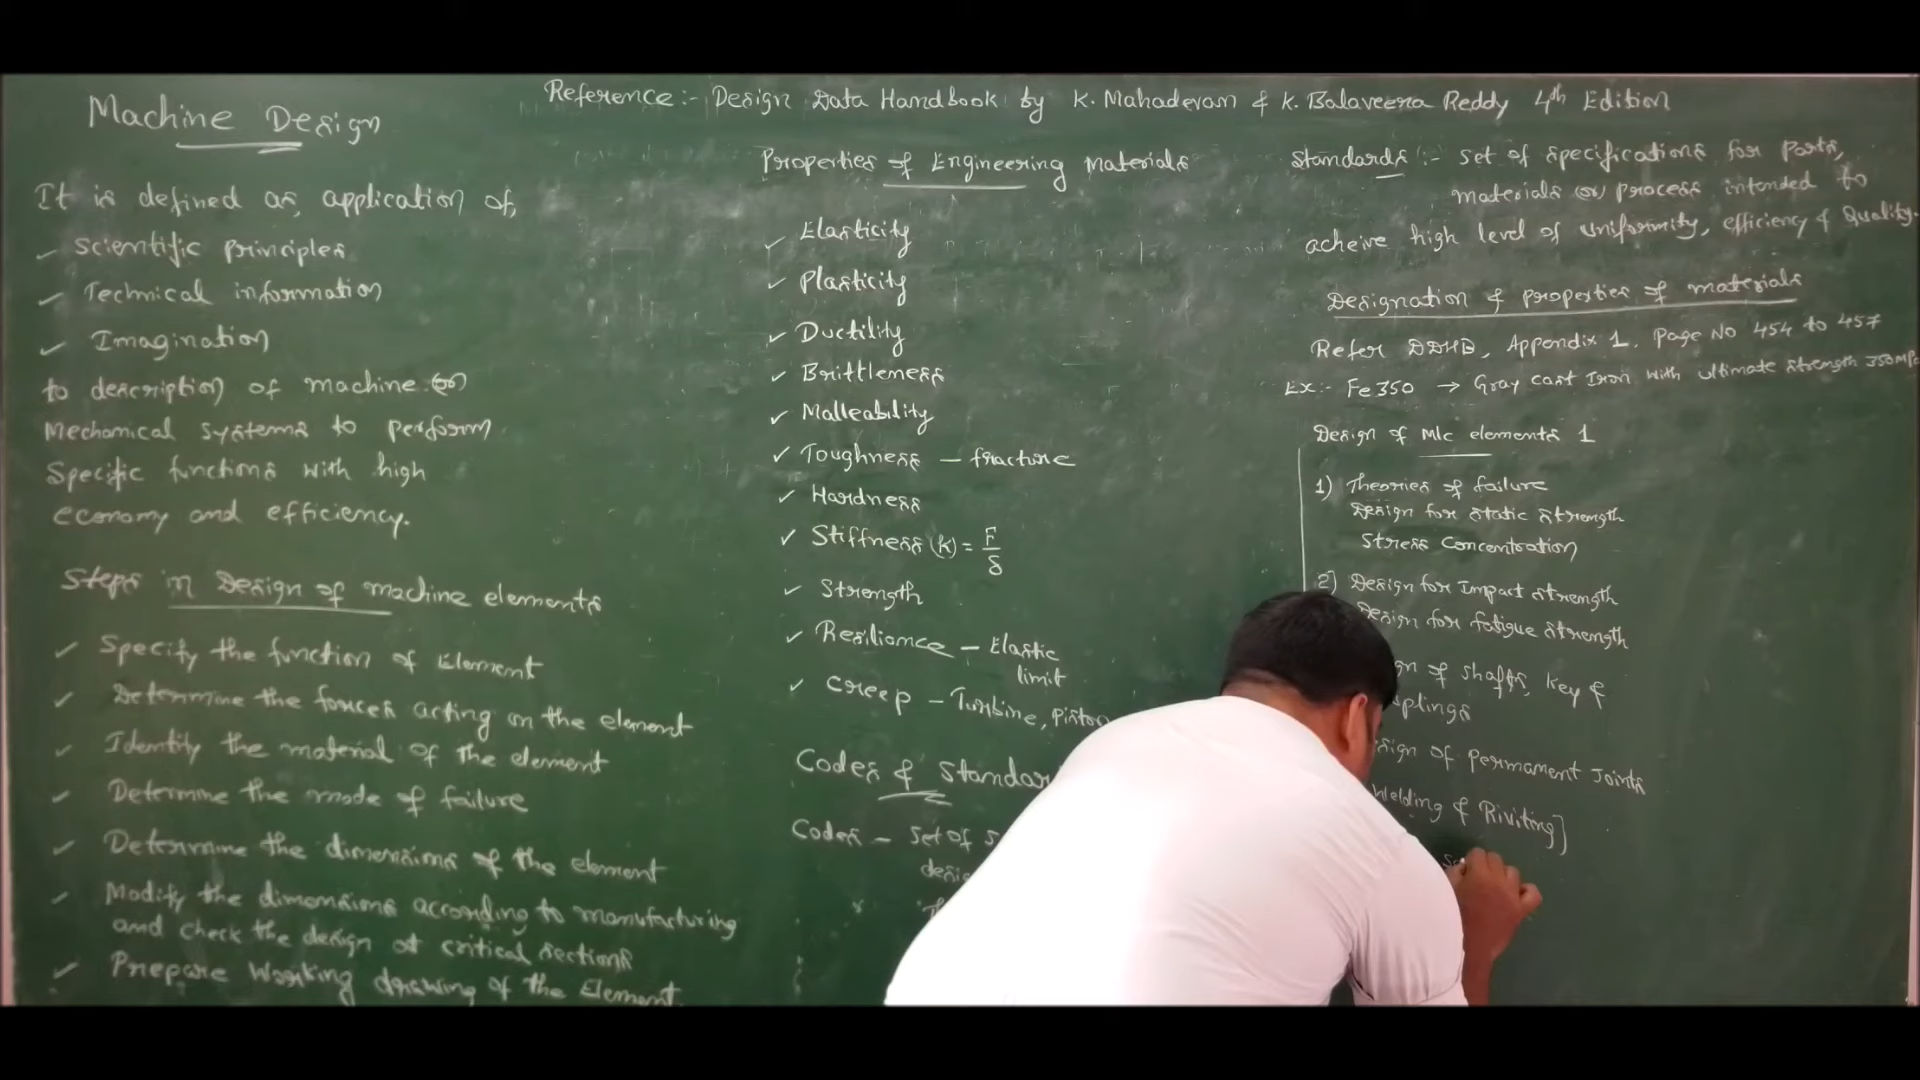 Machine Design
It is defined as, application of,
✓ Scientific principles
✓ Technical information
✓ Imagination
to description of machine (or)
Mechanical systems to perform
Specific functions with high
economy and efficiency.
Steps in Design of machine elements
✓ Specify the function of Element
✓ Determine the forces acting on the element
✓ Identify the material of the element
✓ Determine the mode of failure
✓ Determine the dimensions of the element
✓ Modify the dimensions according to manufacturing
and check the design at critical sections
✓ Prepare Working drawing of the Element
Reference :- Design Data Handbook by K. Mahadevan & K. Balaveera Reddy 4th Edition
Properties of Engineering Materials
✓ Elasticity
✓ Plasticity
✓ Ductility
✓ Brittleness
✓ Malleability
✓ Toughness - fracture
✓ Hardness
✓ Stiffness (k) = F/δ
✓ Strength
✓ Resiliance - Elastic
limit
✓ Creep - Turbine, Piston
Codes &
Codes - Set of
Standards :- set of specifications for parts,
materials (or) process intended to
acheive high level of uniformity, efficiency & Quality.
Designation & properties of materials
Refer DDHB, Appendix 1, Page No 454 to 457
Ex:- Fe350 → Gray Cast Iron with ultimate strength 350MPa
Design of M/c elements 1
1) Theories of failure
Design for static strength
Stress Concentration
2) Design for Impact strength
Design for fatigue strength
of shafts, key &
of permanent Joints
Welding & Riviting]